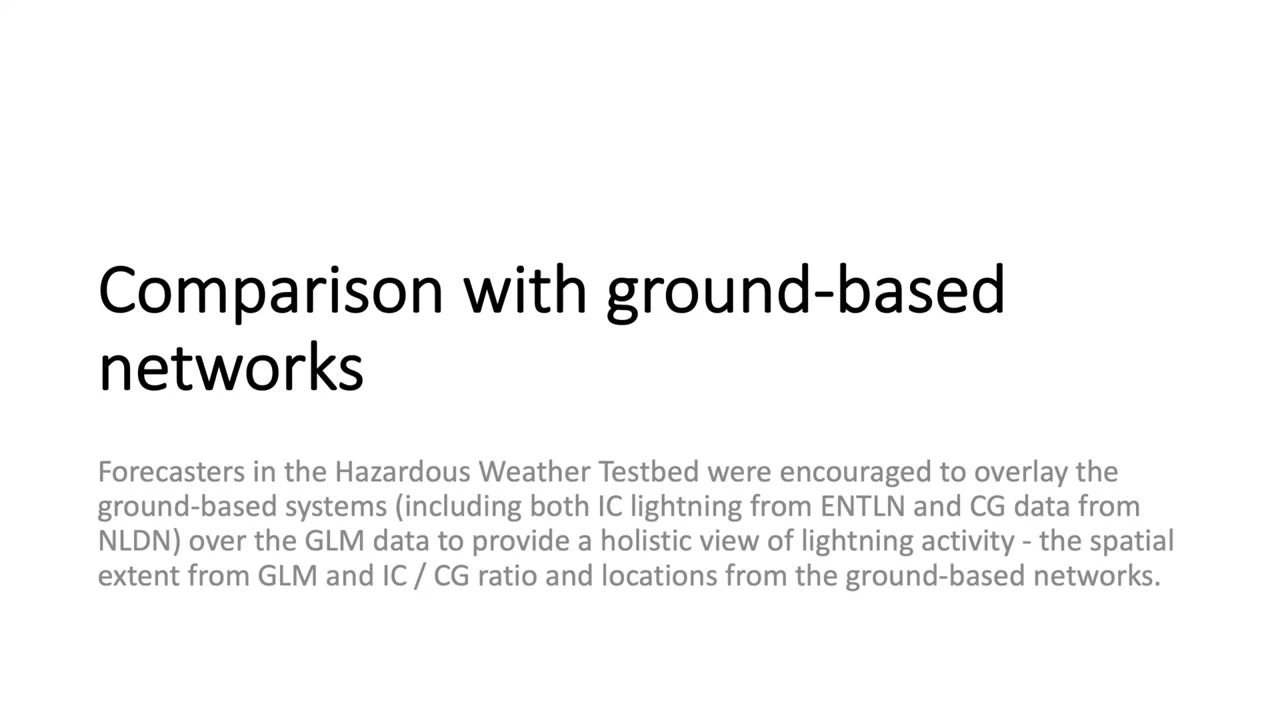 Comparison with ground-based
networks
Forecasters in the Hazardous Weather Testbed were encouraged to overlay the
ground-based systems (including both IC lightning from ENTLN and CG data from
NLDN) over the GLM data to provide a holistic view of lightning activity - the spatial
extent from GLM and IC / CG ratio and locations from the ground-based networks.